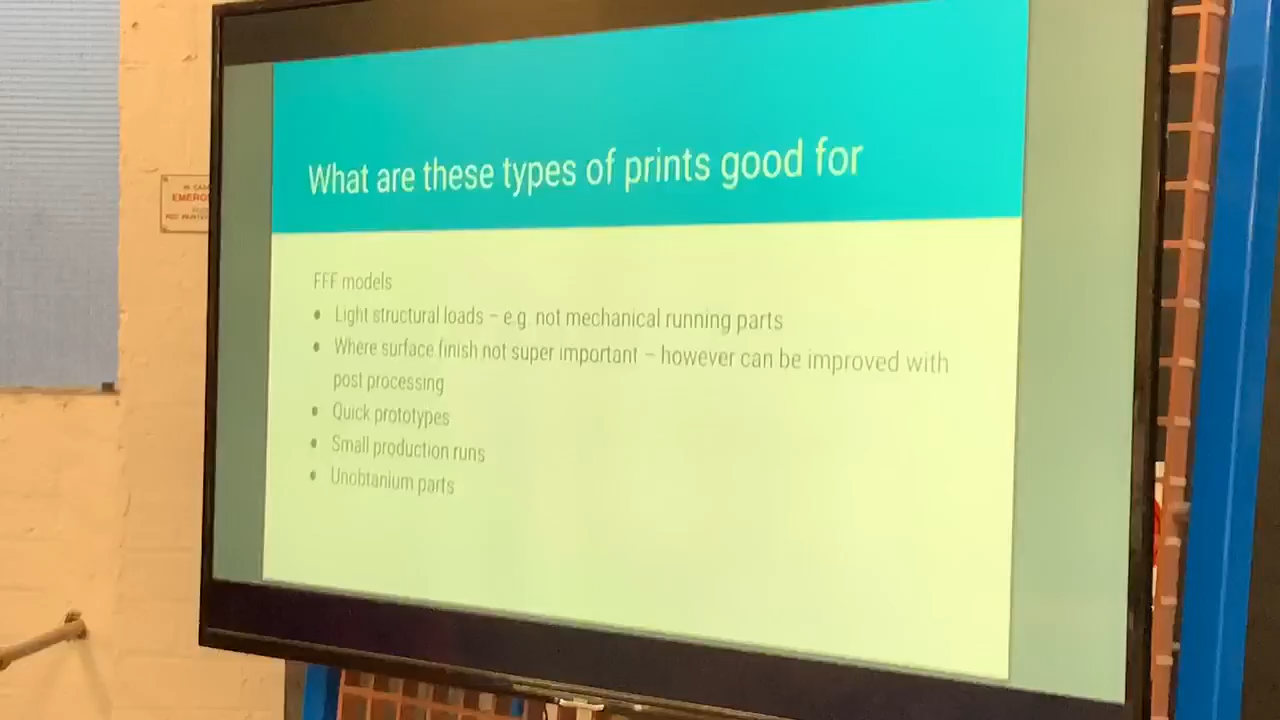 What are these types of prints good for
FFF models
• Light structural loads – e.g. not mechanical running parts
• Where surface finish not super important – however can be improved with
post processing
• Quick prototypes
• Small production runs
• Unobtanium parts
EMERG